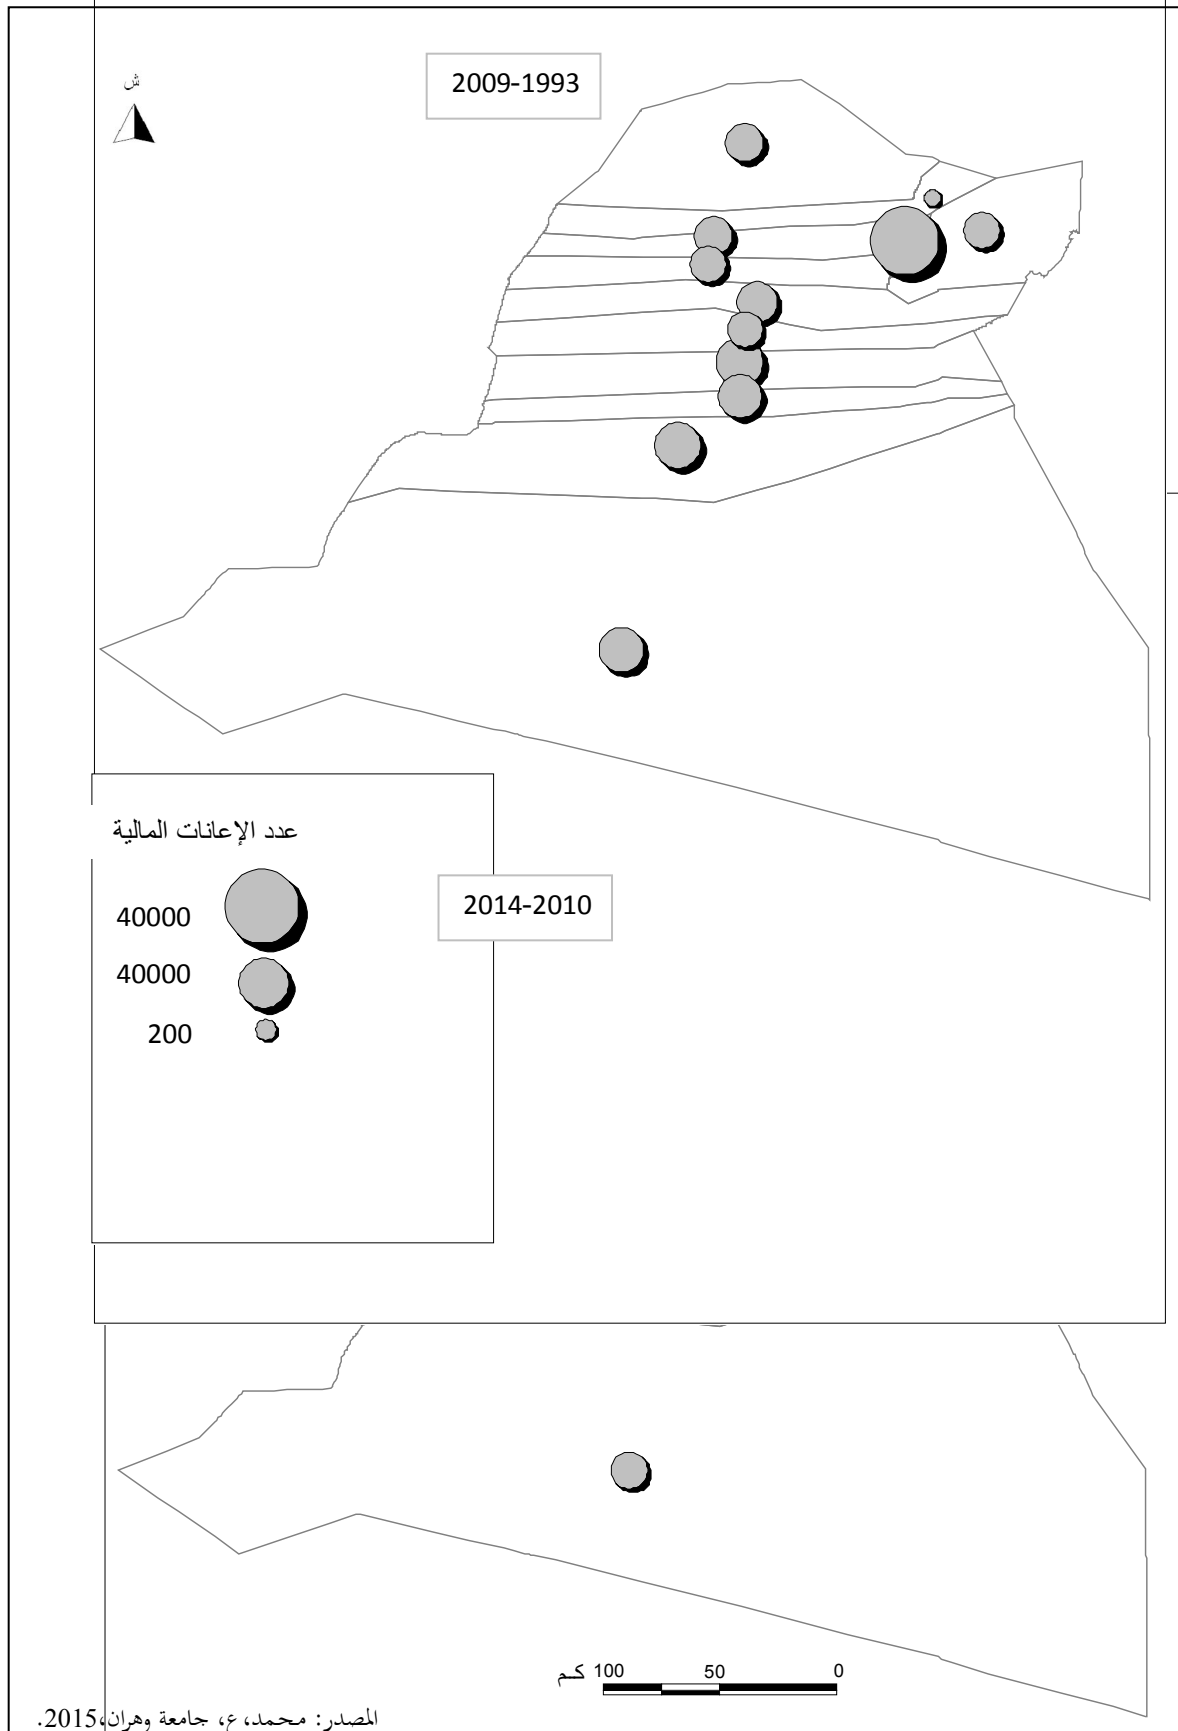 2009-1993
ش
عدد الإعانات المالية
40000
40000
200
2014-2010
كم 100 50 0
المصدر: محمد، ع، جامعة وهران،2015.